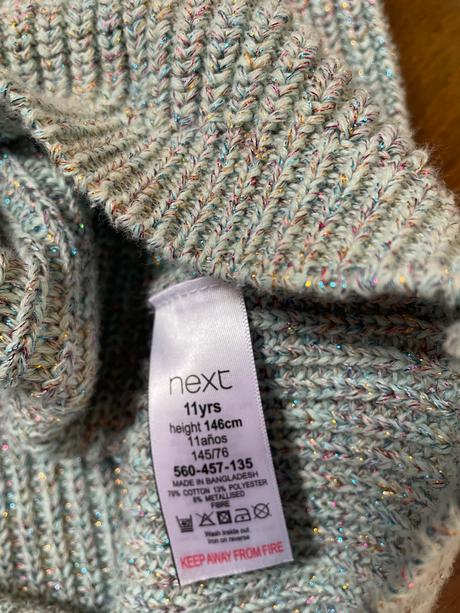 next
11yrs
height 146cm
11años
145/76
560-457-135
MADE IN BANGLADESH
79% COTTON 13% POLYESTER
8% METALLISED
FIBRE
Wash inside out
Iron on reverse
KEEP AWAY FROM FIRE